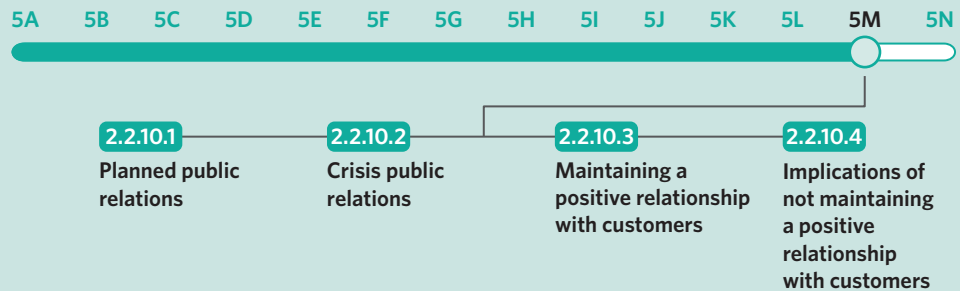 5A 5B 5C 5D 5E 5F 5G 5H 5I 5J 5K 5L 5M 5N
2.2.10.1
Planned public
relations
2.2.10.2
Crisis public
relations
2.2.10.3
Maintaining a
positive relationship
with customers
2.2.10.4
Implications of
not maintaining
a positive
relationship
with customers